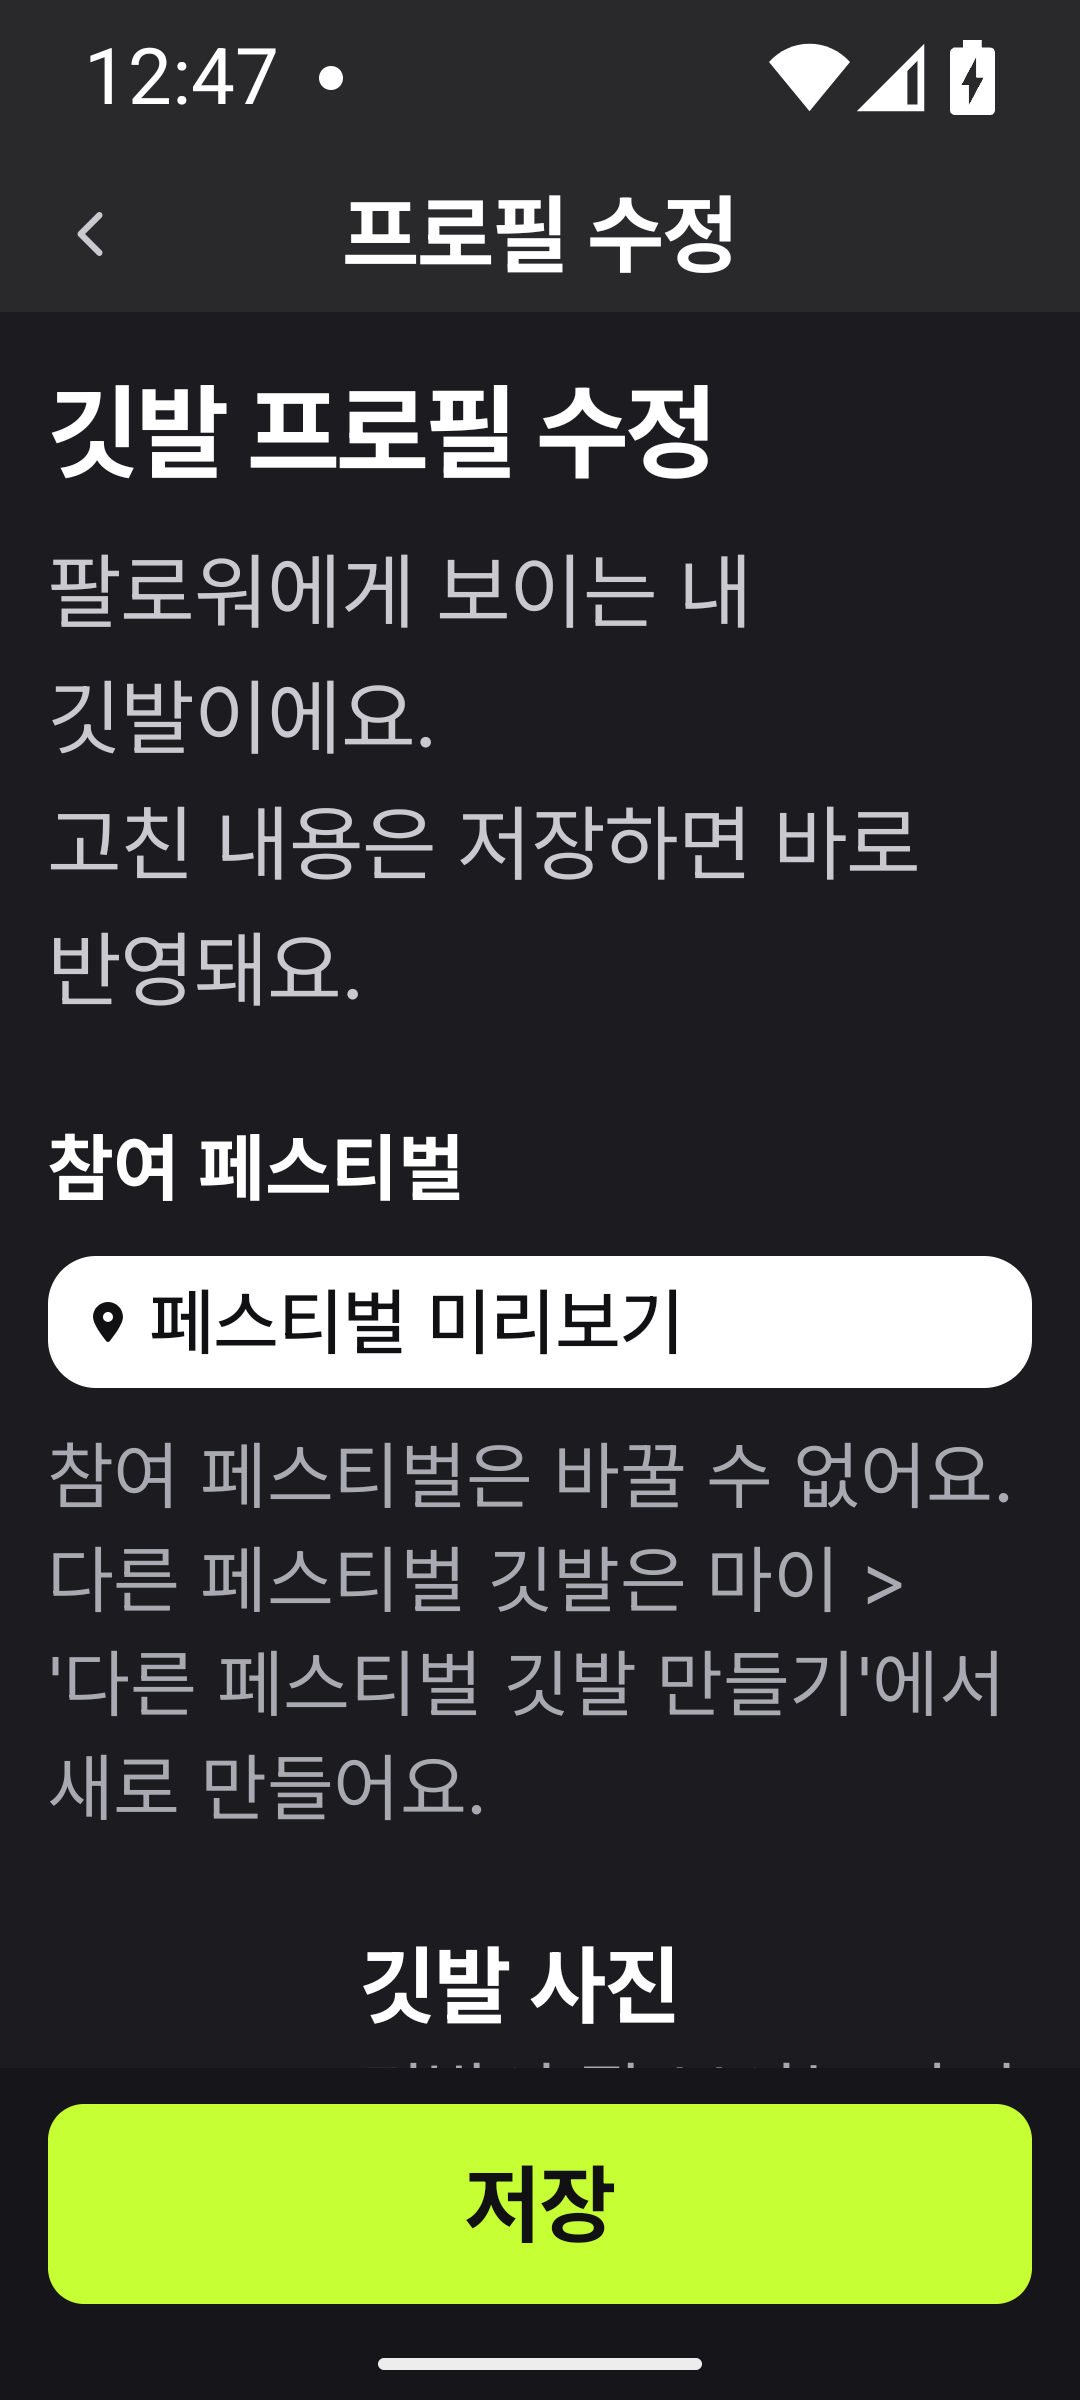 12:47
프로필 수정
깃발 프로필 수정
팔로워에게 보이는 내
깃발이에요.
고친 내용은 저장하면 바로
반영돼요.
참여 페스티벌
페스티벌 미리보기
참여 페스티벌은 바꿀 수 없어요.
다른 페스티벌 깃발은 마이 >
'다른 페스티벌 깃발 만들기'에서
새로 만들어요.
깃발 사진
저장